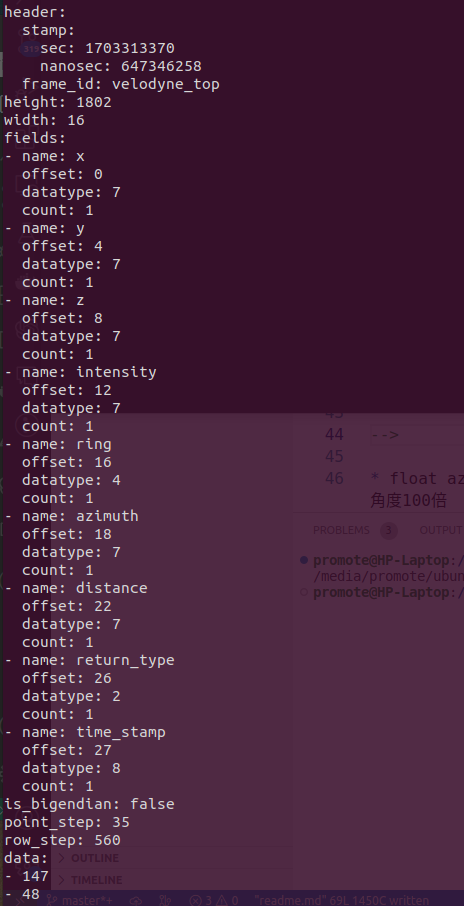 header:
  stamp:
    sec: 1703313370
    nanosec: 647346258
  frame_id: velodyne_top
height: 1802
width: 16
fields:
- name: x
  offset: 0
  datatype: 7
  count: 1
- name: y
  offset: 4
  datatype: 7
  count: 1
- name: z
  offset: 8
  datatype: 7
  count: 1
- name: intensity
  offset: 12
  datatype: 7
  count: 1
- name: ring
  offset: 16
  datatype: 4
  count: 1
- name: azimuth
  offset: 18
  datatype: 7
  count: 1
- name: distance
  offset: 22
  datatype: 7
  count: 1
- name: return_type
  offset: 26
  datatype: 2
  count: 1
- name: time_stamp
  offset: 27
  datatype: 8
  count: 1
is_bigendian: false
point_step: 35
row_step: 560
data:
- 147
- 48
44 -->
45
46 * float az
角度100倍
PROBLEMS 3 OUTPUT
promote@HP-Laptop:/
/media/promote/ubun
promote@HP-Laptop:/
OUTLINE
TIMELINE
master*+ 3 0 "readme.md" 69L 1450C written